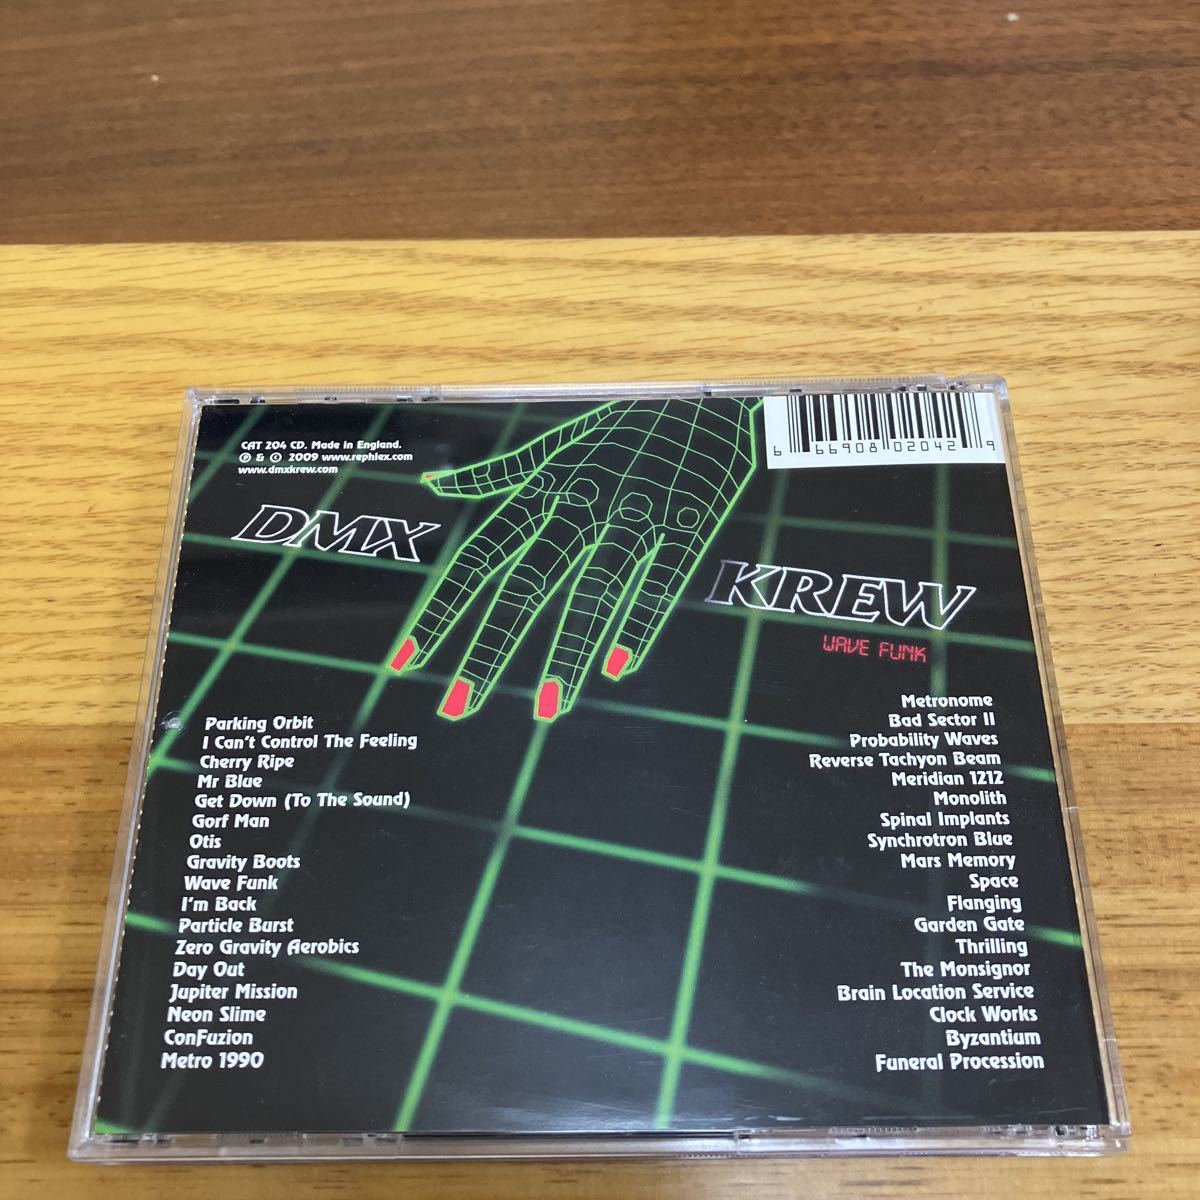 CAT 204 CD. Made in England.
℗ & © 2009 www.rephlex.com
www.dmxkrew.com
6 66908 02042 9
DMX
KREW
WAVE FUNK
Parking Orbit
I Can't Control The Feeling
Cherry Ripe
Mr Blue
Get Down (To The Sound)
Gorf Man
Otis
Gravity Boots
Wave Funk
I'm Back
Particle Burst
Zero Gravity Aerobics
Day Out
Jupiter Mission
Neon Slime
ConFuzion
Metro 1990
Metronome
Bad Sector II
Probability Waves
Reverse Tachyon Beam
Meridian 1212
Monolith
Spinal Implants
Synchrotron Blue
Mars Memory
Space
Flanging
Garden Gate
Thrilling
The Monsignor
Brain Location Service
Clock Works
Byzantium
Funeral Procession